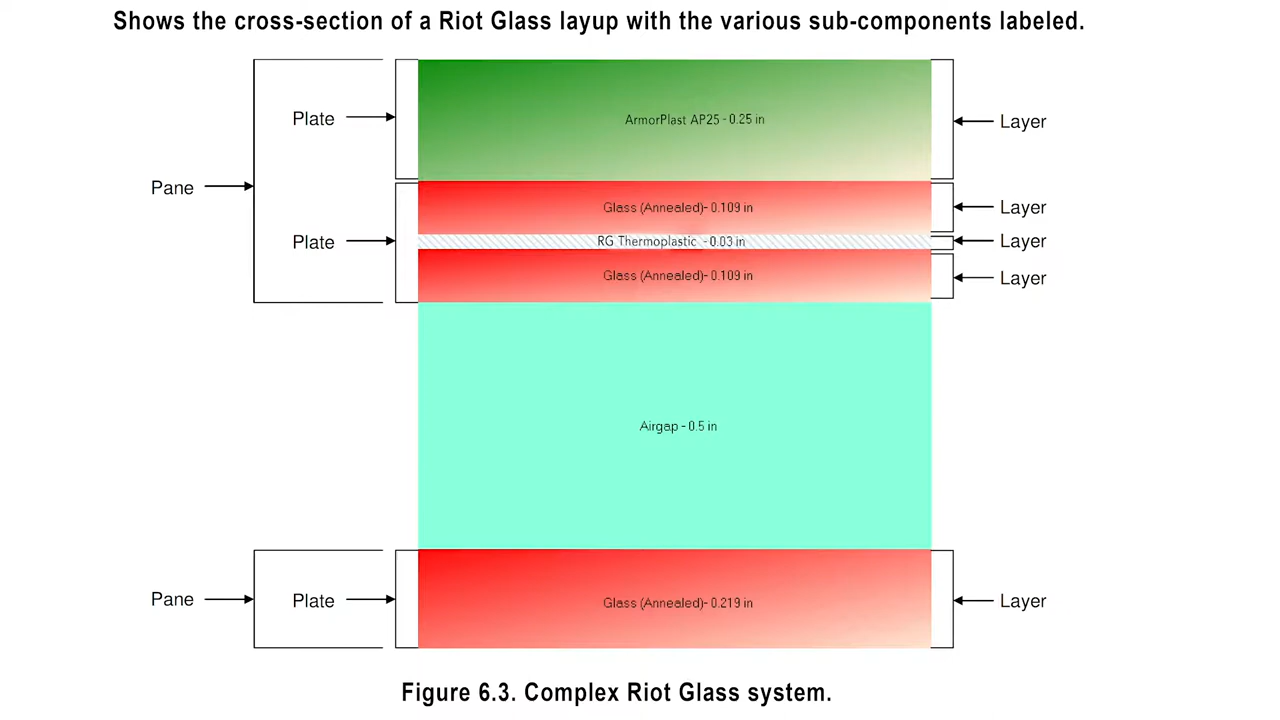 Shows the cross-section of a Riot Glass layup with the various sub-components labeled.
Plate
ArmorPlast AP25 - 0.25 in
Layer
Pane
Glass (Annealed)- 0.109 in
Layer
Plate
RG Thermoplastic - 0.03 in
Layer
Glass (Annealed)- 0.109 in
Layer
Airgap - 0.5 in
Pane
Plate
Glass (Annealed)- 0.219 in
Layer
Figure 6.3. Complex Riot Glass system.